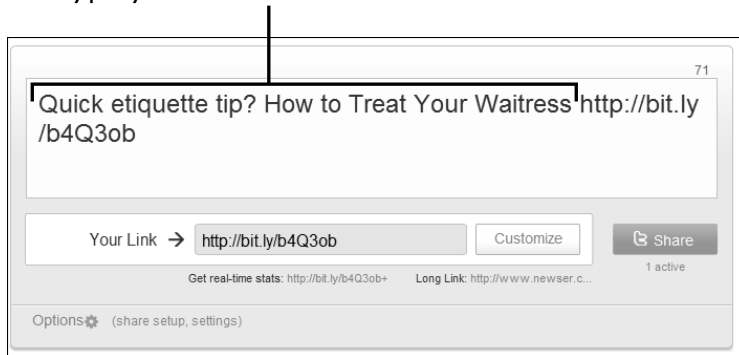 71
Quick etiquette tip? How to Treat Your Waitress http://bit.ly
/b4Q3ob
Your Link → http://bit.ly/b4Q3ob Customize Share
Get real-time stats: http://bit.ly/b4Q3ob+ Long Link: http://www.newser.c... 1 active
Options (share setup, settings)